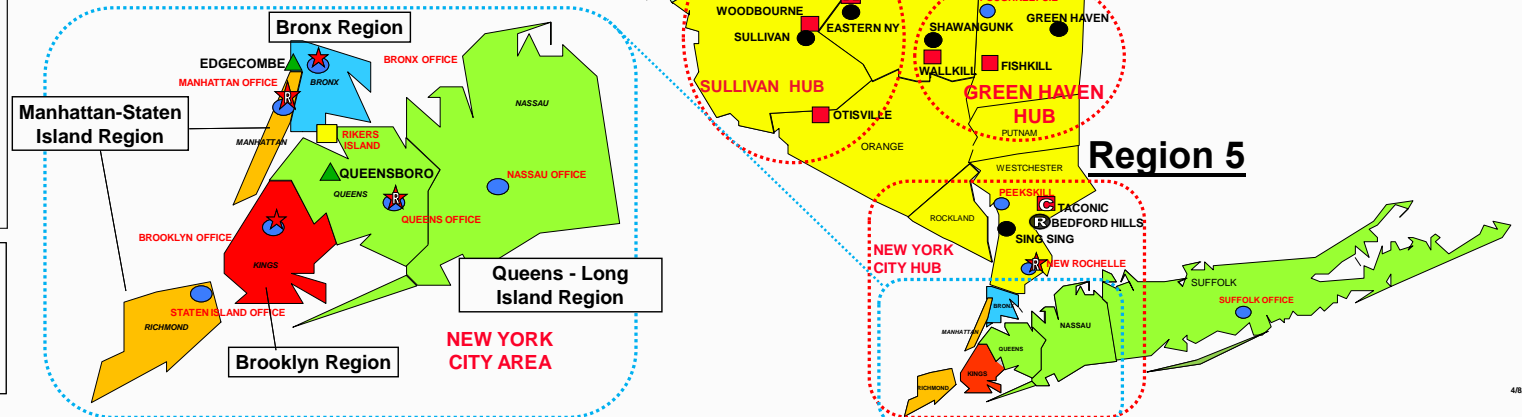 Bronx Region
EDGECOMBE
MANHATTAN OFFICE
R
BRONX
BRONX OFFICE
Manhattan-Staten
Island Region
MANHATTAN
RIKERS
ISLAND
NASSAU
QUEENSBORO
QUEENS
R
QUEENS OFFICE
NASSAU OFFICE
BROOKLYN OFFICE
KINGS
Queens - Long
Island Region
STATEN ISLAND OFFICE
RICHMOND
Brooklyn Region
NEW YORK
CITY AREA
WOODBOURNE
SULLIVAN
EASTERN NY
SHAWANGUNK
GREEN HAVEN
WALLKILL
FISHKILL
SULLIVAN HUB
GREEN HAVEN
HUB
OTISVILLE
ORANGE
PUTNAM
Region 5
WESTCHESTER
PEEKSKILL
C
TACONIC
ROCKLAND
R
BEDFORD HILLS
SING SING
NEW YORK
CITY HUB
R
NEW ROCHELLE
SUFFOLK
SUFFOLK OFFICE
BRONX
MANHATTAN
NASSAU
QUEENS
KINGS
RICHMOND
4/8